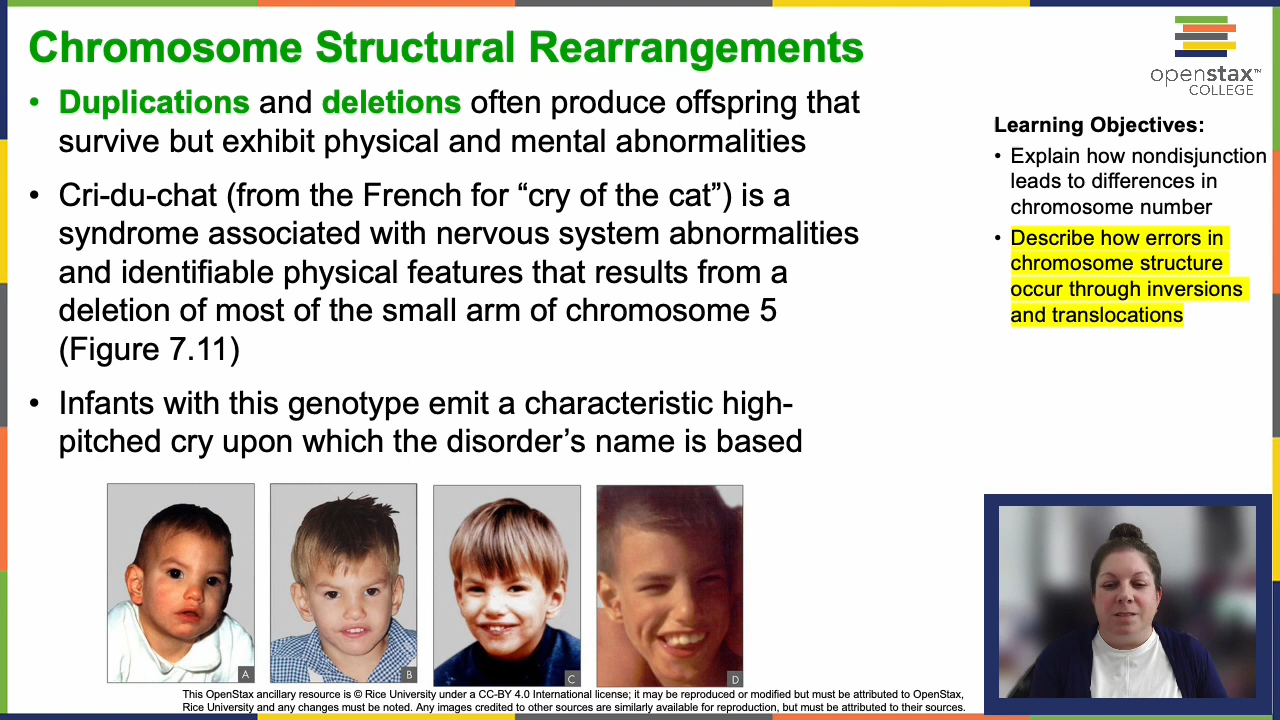 Chromosome Structural Rearrangements
• Duplications and deletions often produce offspring that
survive but exhibit physical and mental abnormalities
• Cri-du-chat (from the French for “cry of the cat”) is a
syndrome associated with nervous system abnormalities
and identifiable physical features that results from a
deletion of most of the small arm of chromosome 5
(Figure 7.11)
• Infants with this genotype emit a characteristic high-
pitched cry upon which the disorder’s name is based
A
B
C
D
This OpenStax ancillary resource is © Rice University under a CC-BY 4.0 International license; it may be reproduced or modified but must be attributed to OpenStax,
Rice University and any changes must be noted. Any images credited to other sources are similarly available for reproduction, but must be attributed to their sources.
openstax™
COLLEGE
Learning Objectives:
• Explain how nondisjunction
leads to differences in
chromosome number
• Describe how errors in
chromosome structure
occur through inversions
and translocations